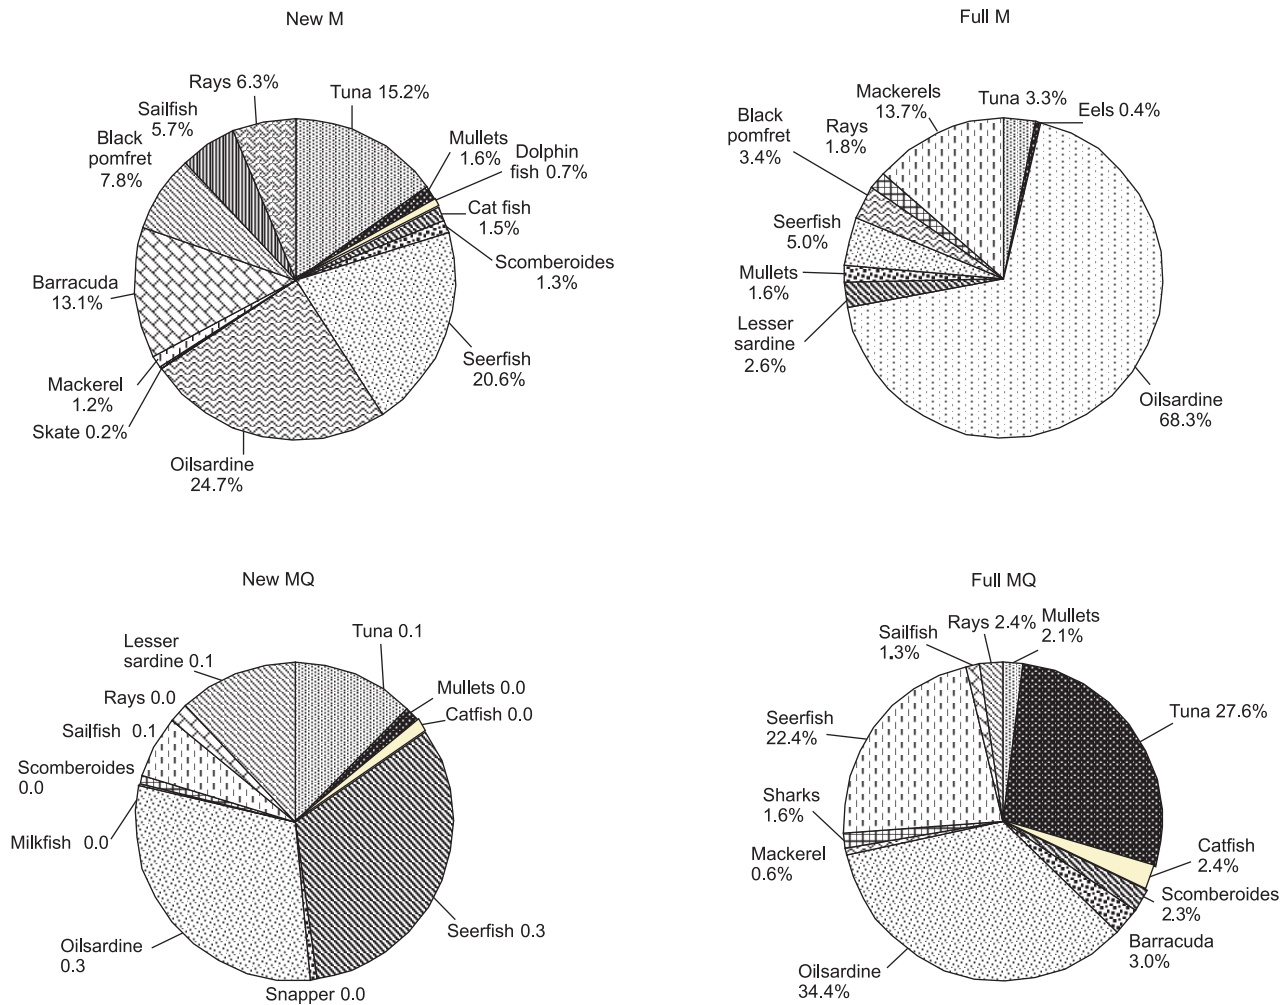 New M
Rays 6.3%
Tuna 15.2%
Sailfish
5.7%
Black
pomfret
7.8%
Mullets
1.6%
Dolphin
fish 0.7%
Cat fish
1.5%
Scomberoides
1.3%
Barracuda
13.1%
Seerfish
20.6%
Mackerel
1.2%
Skate 0.2%
Oilsardine
24.7%
Full M
Mackerels
13.7%
Tuna 3.3%
Eels 0.4%
Black
pomfret
3.4%
Rays
1.8%
Seerfish
5.0%
Mullets
1.6%
Lesser
sardine
2.6%
Oilsardine
68.3%
New MQ
Lesser
sardine 0.1
Tuna 0.1
Rays 0.0
Mullets 0.0
Catfish 0.0
Sailfish 0.1
Scomberoides
0.0
Milkfish 0.0
Oilsardine
0.3
Seerfish 0.3
Snapper 0.0
Full MQ
Sailfish
1.3%
Rays 2.4%
Mullets
2.1%
Seerfish
22.4%
Tuna 27.6%
Sharks
1.6%
Mackerel
0.6%
Catfish
2.4%
Scomberoides
2.3%
Barracuda
3.0%
Oilsardine
34.4%